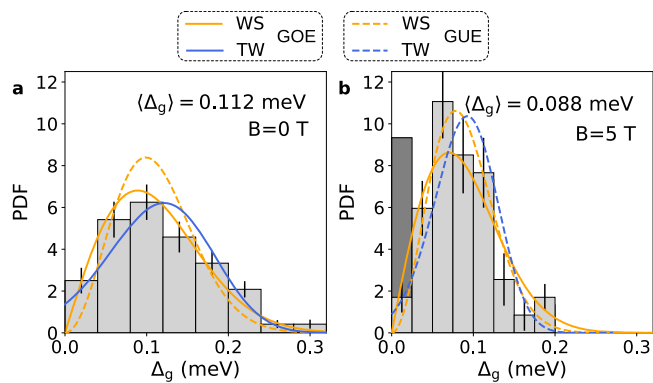 WS GOE
TW
WS GUE
TW
a
⟨Δg⟩ = 0.112 meV
B=0 T
PDF
12
10
8
6
4
2
0
0.0 0.1 0.2 0.3
Δg (meV)
b
⟨Δg⟩ = 0.088 meV
B=5 T
PDF
12
10
8
6
4
2
0
0.0 0.1 0.2 0.3
Δg (meV)